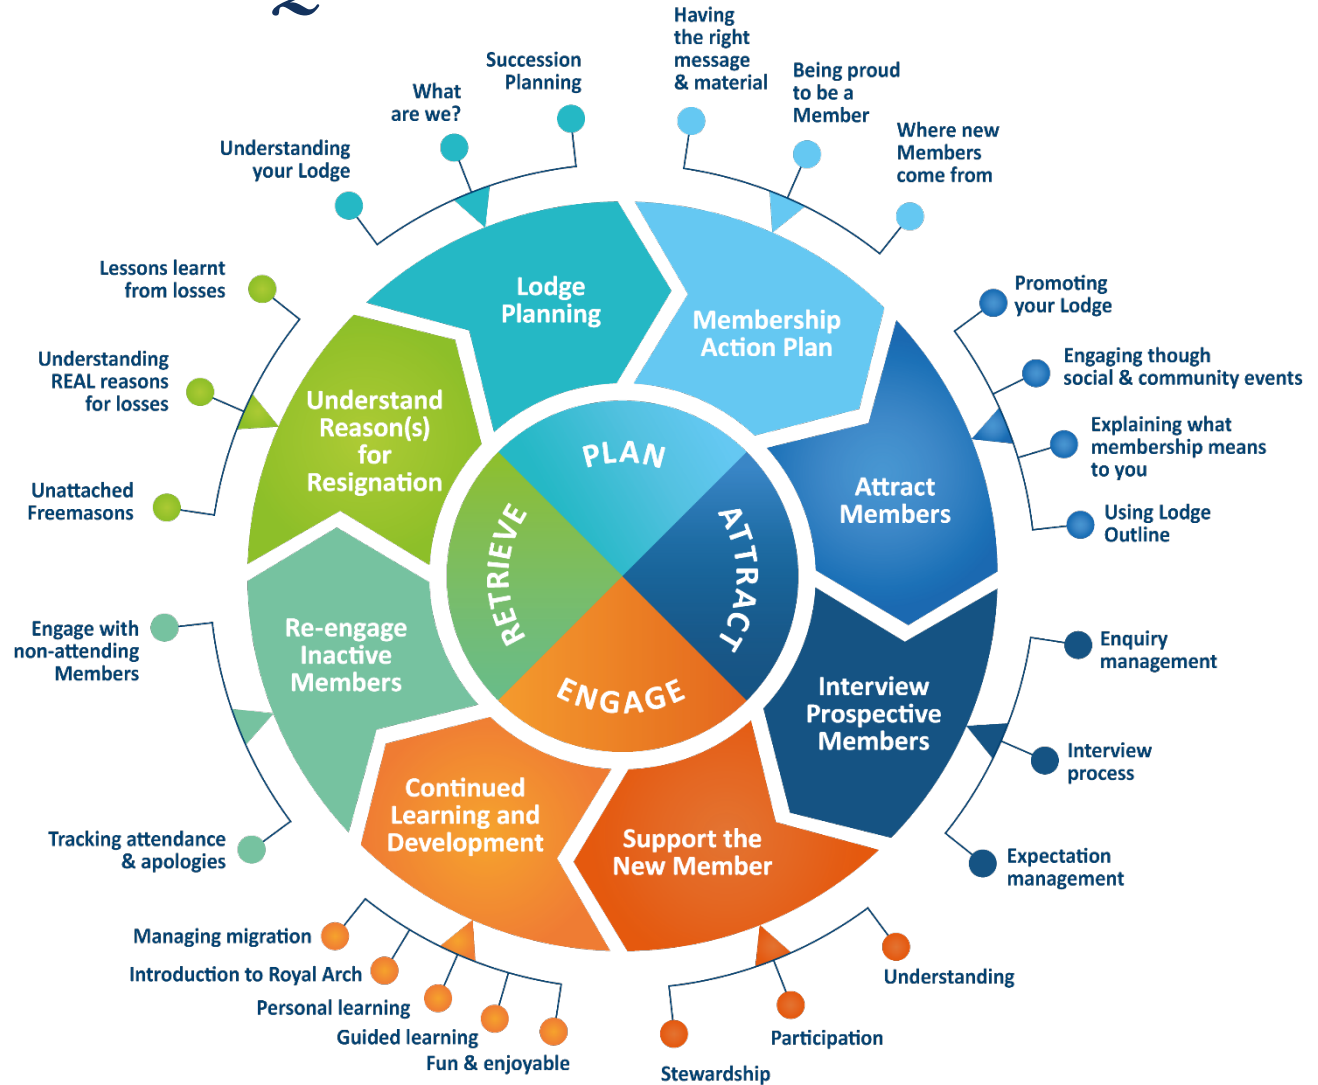 Having
the right
message
& material
Being proud
to be a
Member
Where new
Members
come from
Succession
Planning
What
are we?
Understanding
your Lodge
Lessons learnt
from losses
Understanding
REAL reasons
for losses
Unattached
Freemasons
Engage with
non-attending
Members
Tracking attendance
& apologies
Managing migration
Introduction to Royal Arch
Personal learning
Guided learning
Fun & enjoyable
Stewardship
Participation
Understanding
Expectation
management
Interview
process
Enquiry
management
Using Lodge
Outline
Explaining what
membership means
to you
Engaging though
social & community events
Promoting
your Lodge
Lodge
Planning
Membership
Action Plan
Attract
Members
Interview
Prospective
Members
Support the
New Member
Continued
Learning and
Development
Re-engage
Inactive
Members
Understand
Reason(s)
for
Resignation
PLAN
ATTRACT
ENGAGE
RETRIEVE